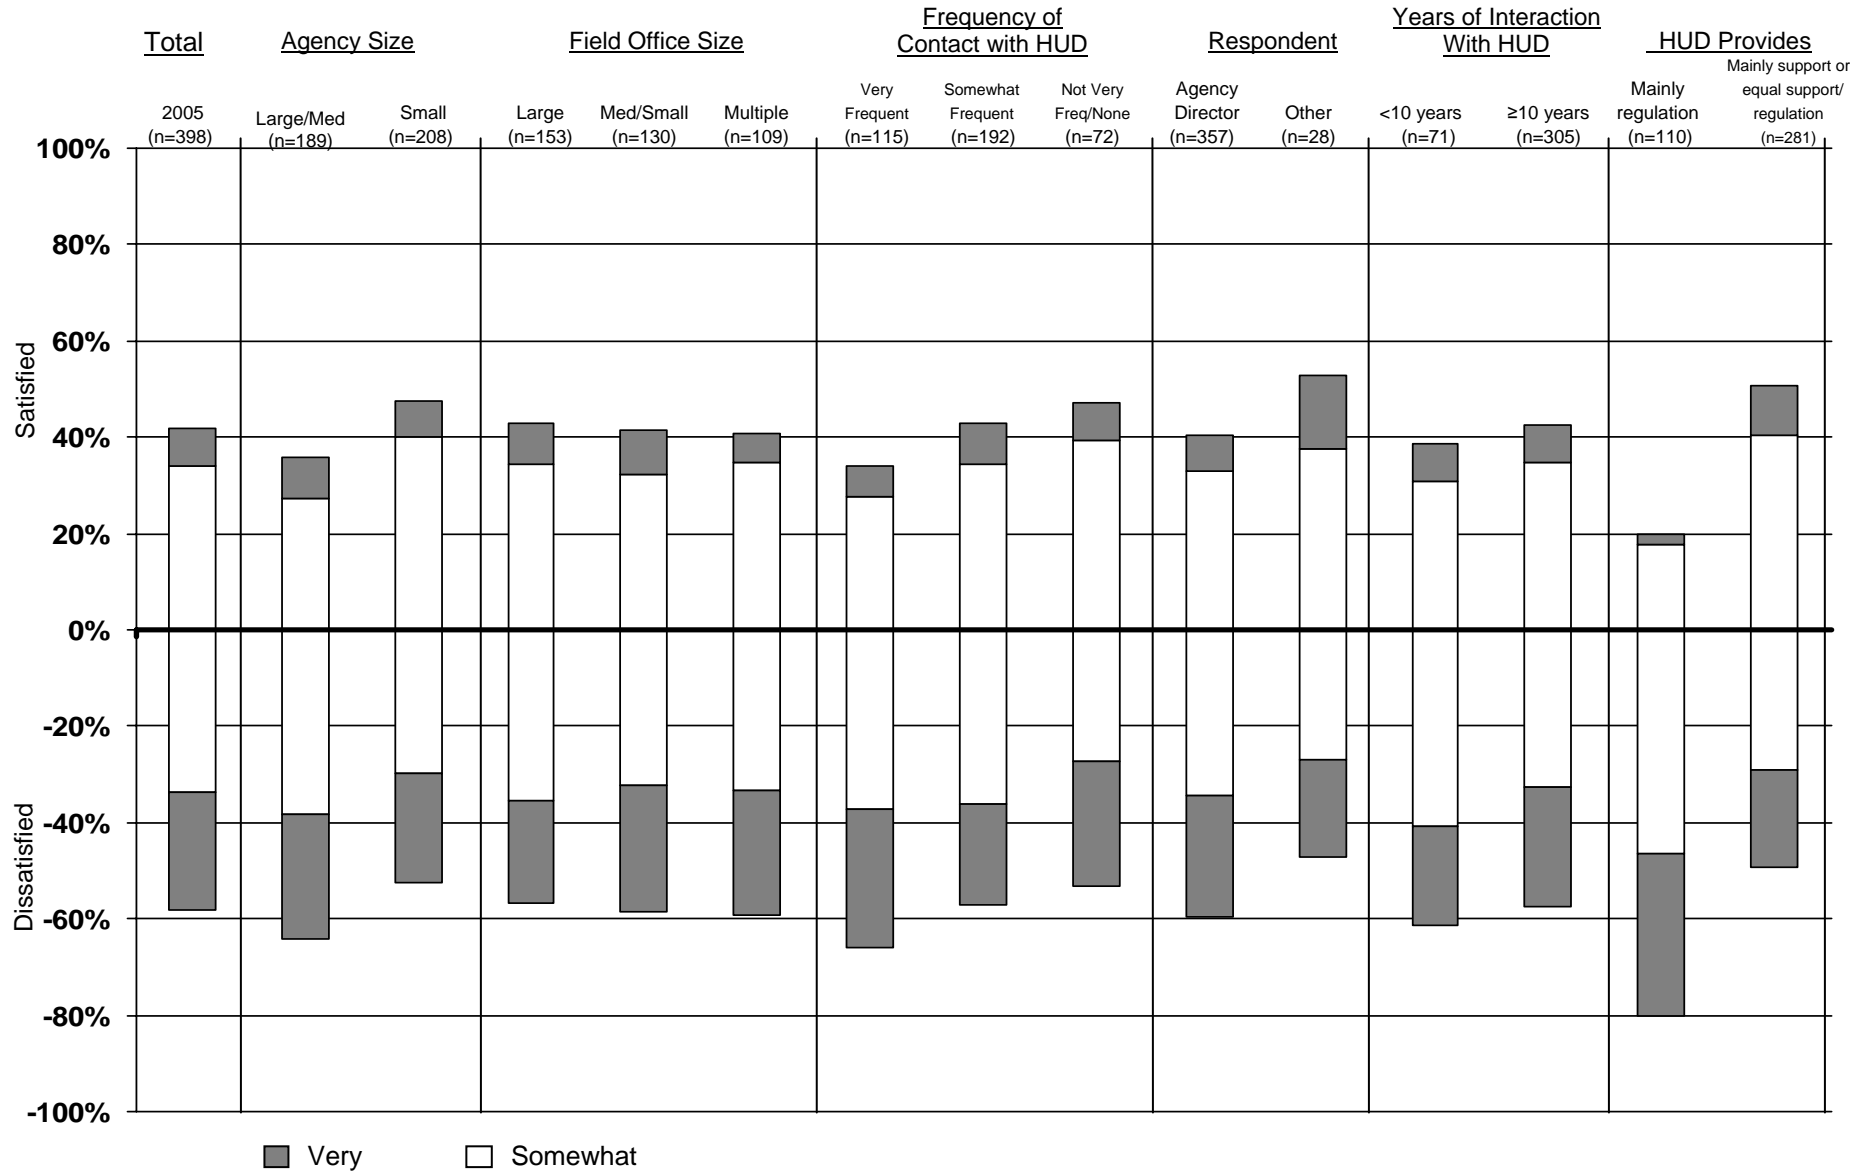 Total
Agency Size
Field Office Size
Frequency of
Contact with HUD
Respondent
Years of Interaction
With HUD
HUD Provides
2005
(n=398)
Large/Med
(n=189)
Small
(n=208)
Large
(n=153)
Med/Small
(n=130)
Multiple
(n=109)
Very
Frequent
(n=115)
Somewhat
Frequent
(n=192)
Not Very
Freq/None
(n=72)
Agency
Director
(n=357)
Other
(n=28)
<10 years
(n=71)
≥10 years
(n=305)
Mainly
regulation
(n=110)
Mainly support or
equal support/
regulation
(n=281)
100%
80%
60%
40%
20%
0%
-20%
-40%
-60%
-80%
-100%
Satisfied
Dissatisfied
Very
Somewhat